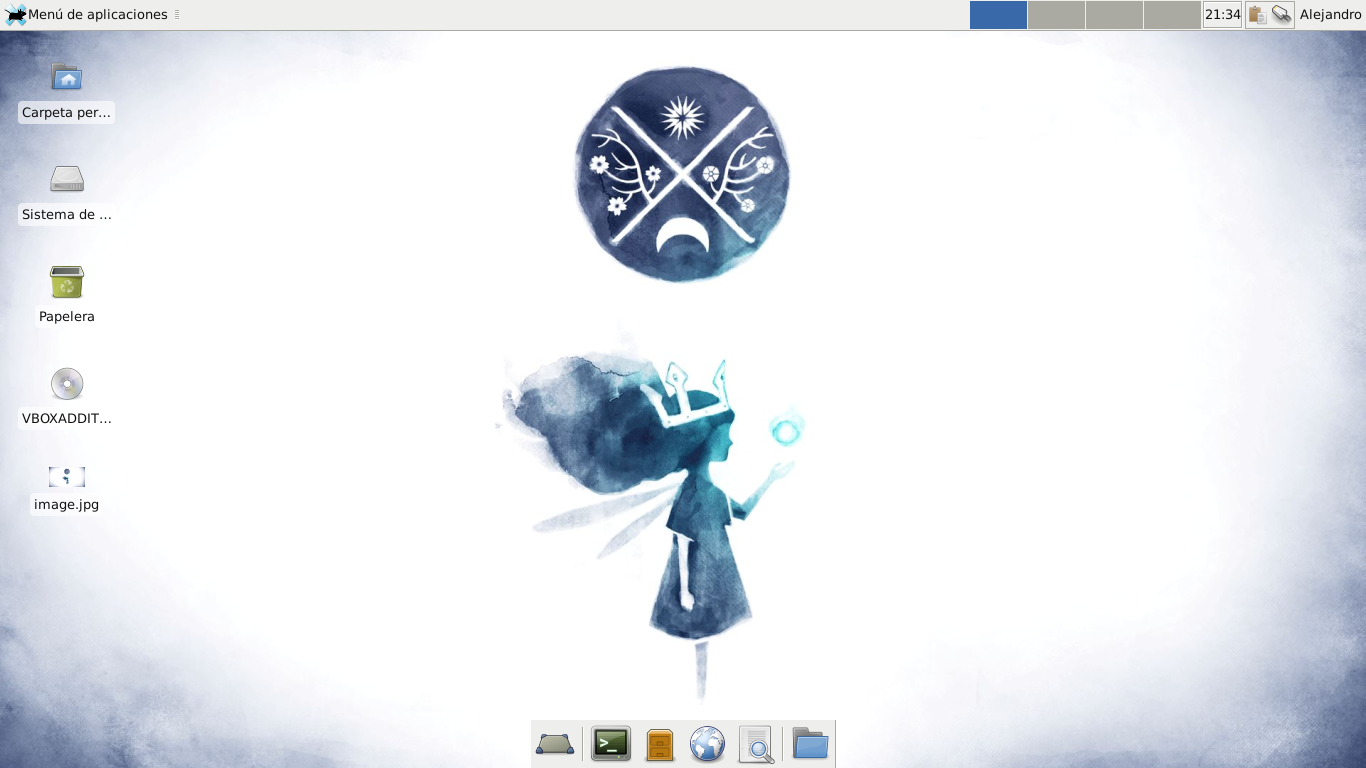 Menú de aplicaciones
21:34
Alejandro
Carpeta per...
Sistema de ...
Papelera
VBOXADDIT...
image.jpg